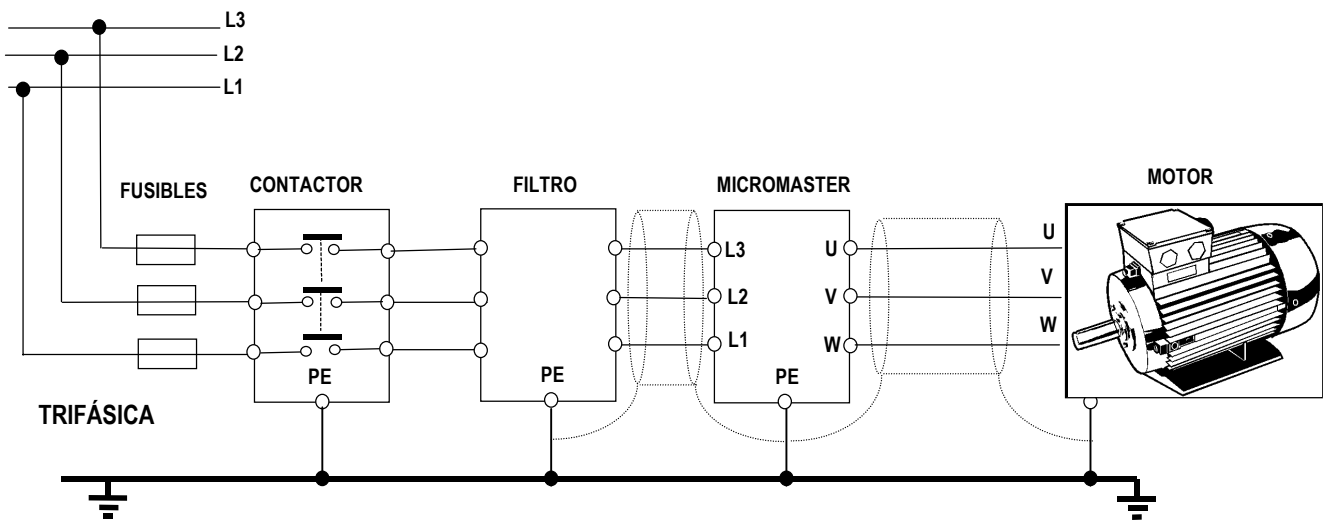 L3
L2
L1
FUSIBLES
CONTACTOR
FILTRO
MICROMASTER
MOTOR
L3
U
U
L2
V
V
L1
W
W
PE
PE
PE
TRIFÁSICA